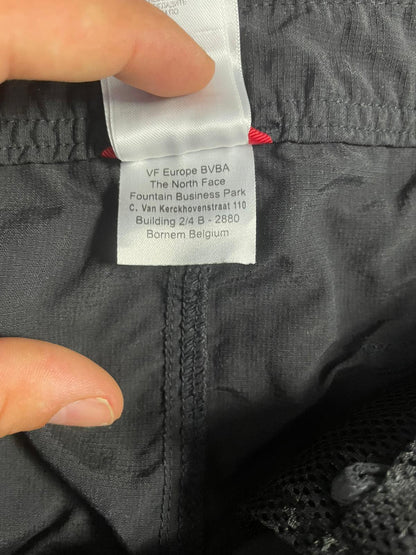 VF Europe BVBA
The North Face
Fountain Business Park
C. Van Kerckhovenstraat 110
Building 2/4 B - 2880
Bornem Belgium